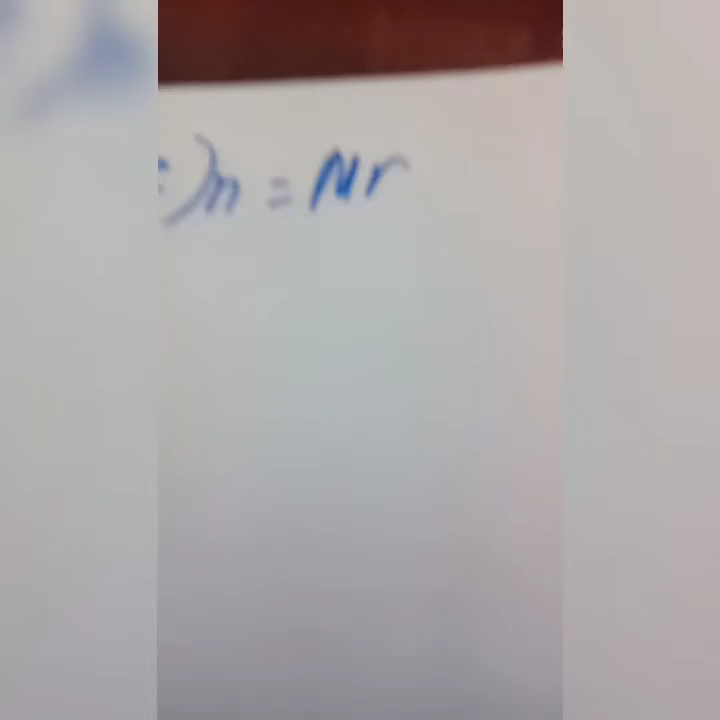 )n = Nr